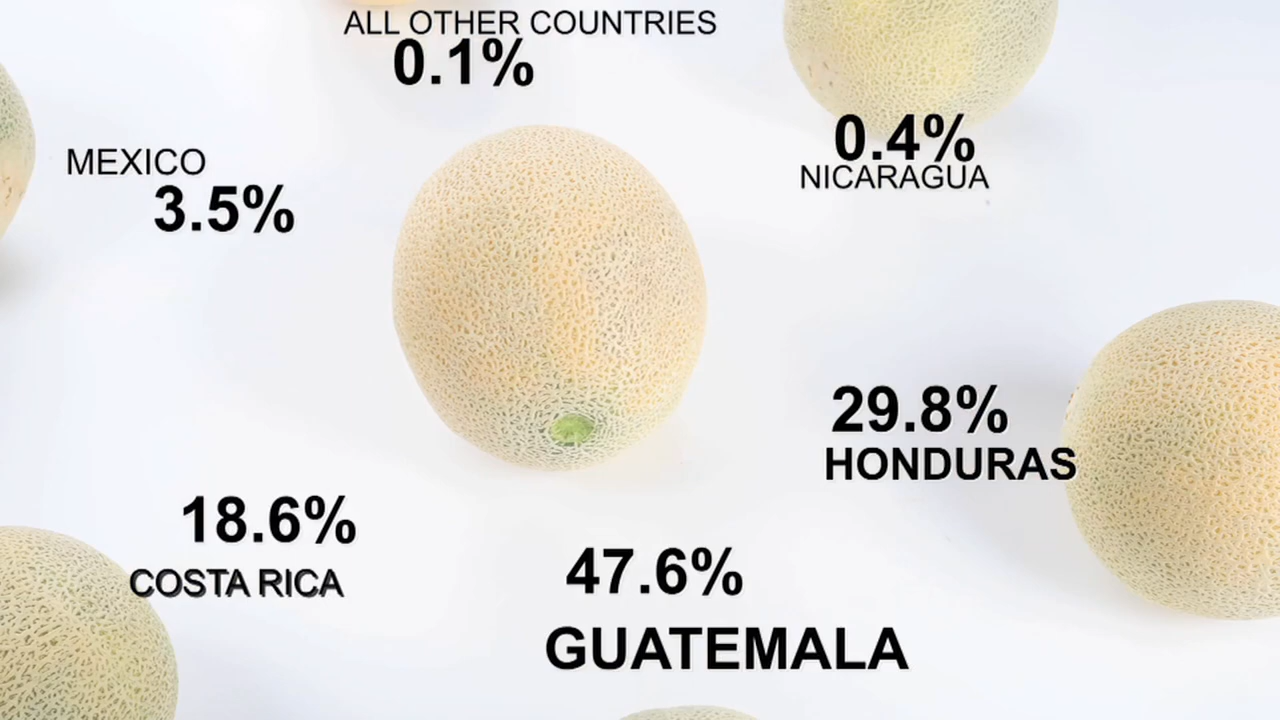 ALL OTHER COUNTRIES
0.1%
0.4%
NICARAGUA
MEXICO
3.5%
29.8%
HONDURAS
18.6%
COSTA RICA
47.6%
GUATEMALA